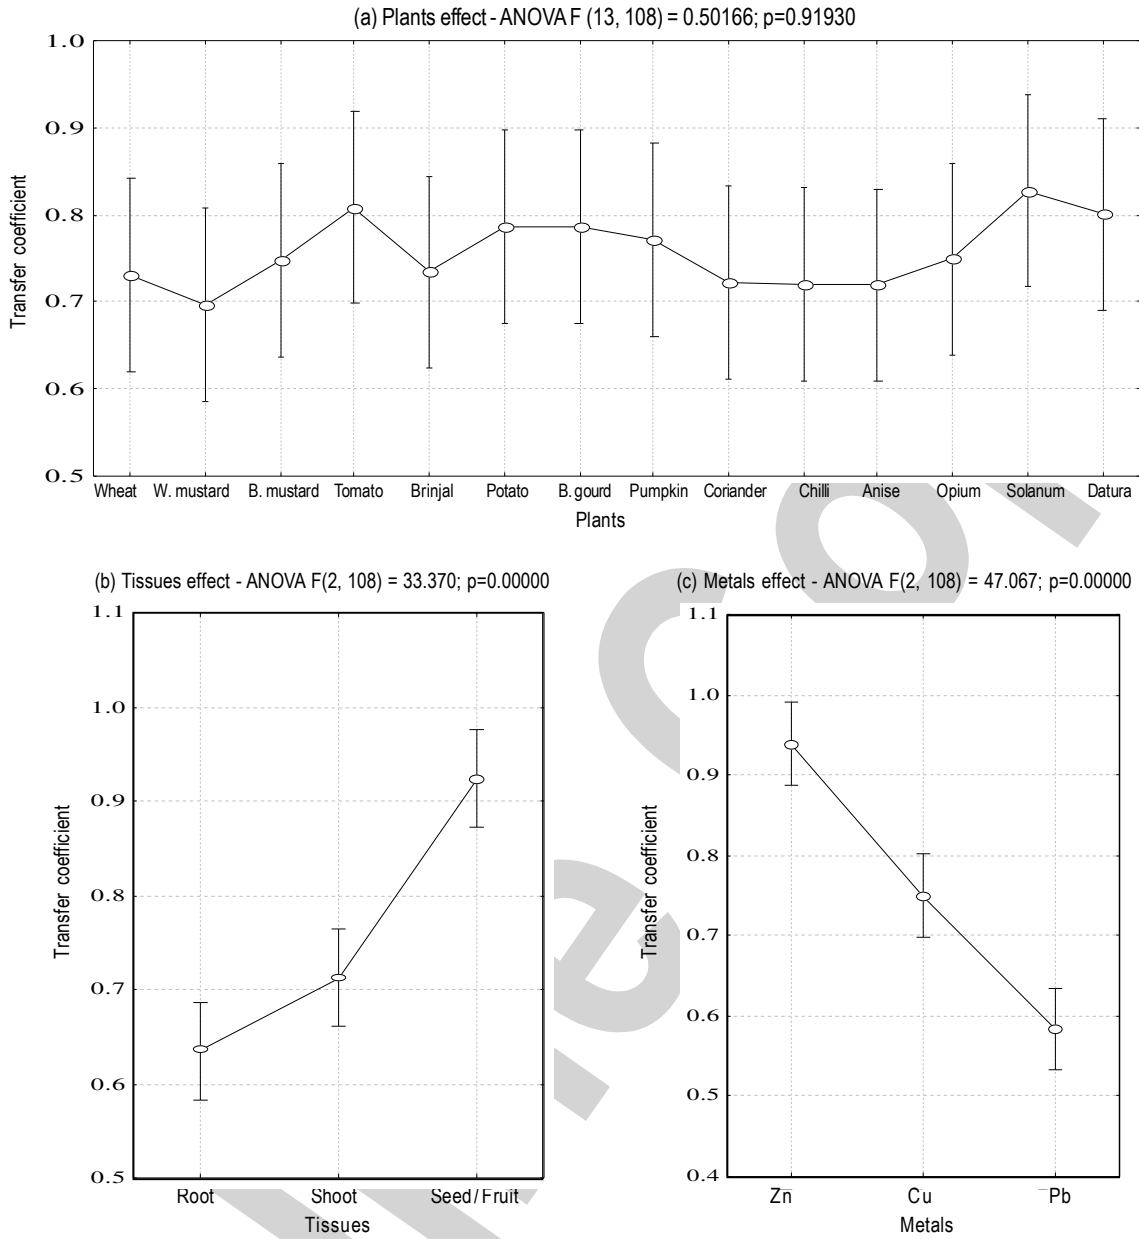 (a) Plants effect - ANOVA F (13, 108) = 0.50166; p=0.91930
1.0
0.9
0.8
0.7
0.6
0.5
Transfer coefficient
Wheat W. mustard B. mustard Tomato Brinjal Potato B. gourd Pumpkin Coriander Chilli Anise Opium Solanum Datura
Plants
(b) Tissues effect - ANOVA F(2, 108) = 33.370; p=0.00000
1.1
1.0
0.9
0.8
0.7
0.6
0.5
Transfer coefficient
Root Shoot Seed / Fruit
Tissues
(c) Metals effect - ANOVA F(2, 108) = 47.067; p=0.00000
1.1
1.0
0.9
0.8
0.7
0.6
0.5
0.4
Transfer coefficient
Zn Cu Pb
Metals